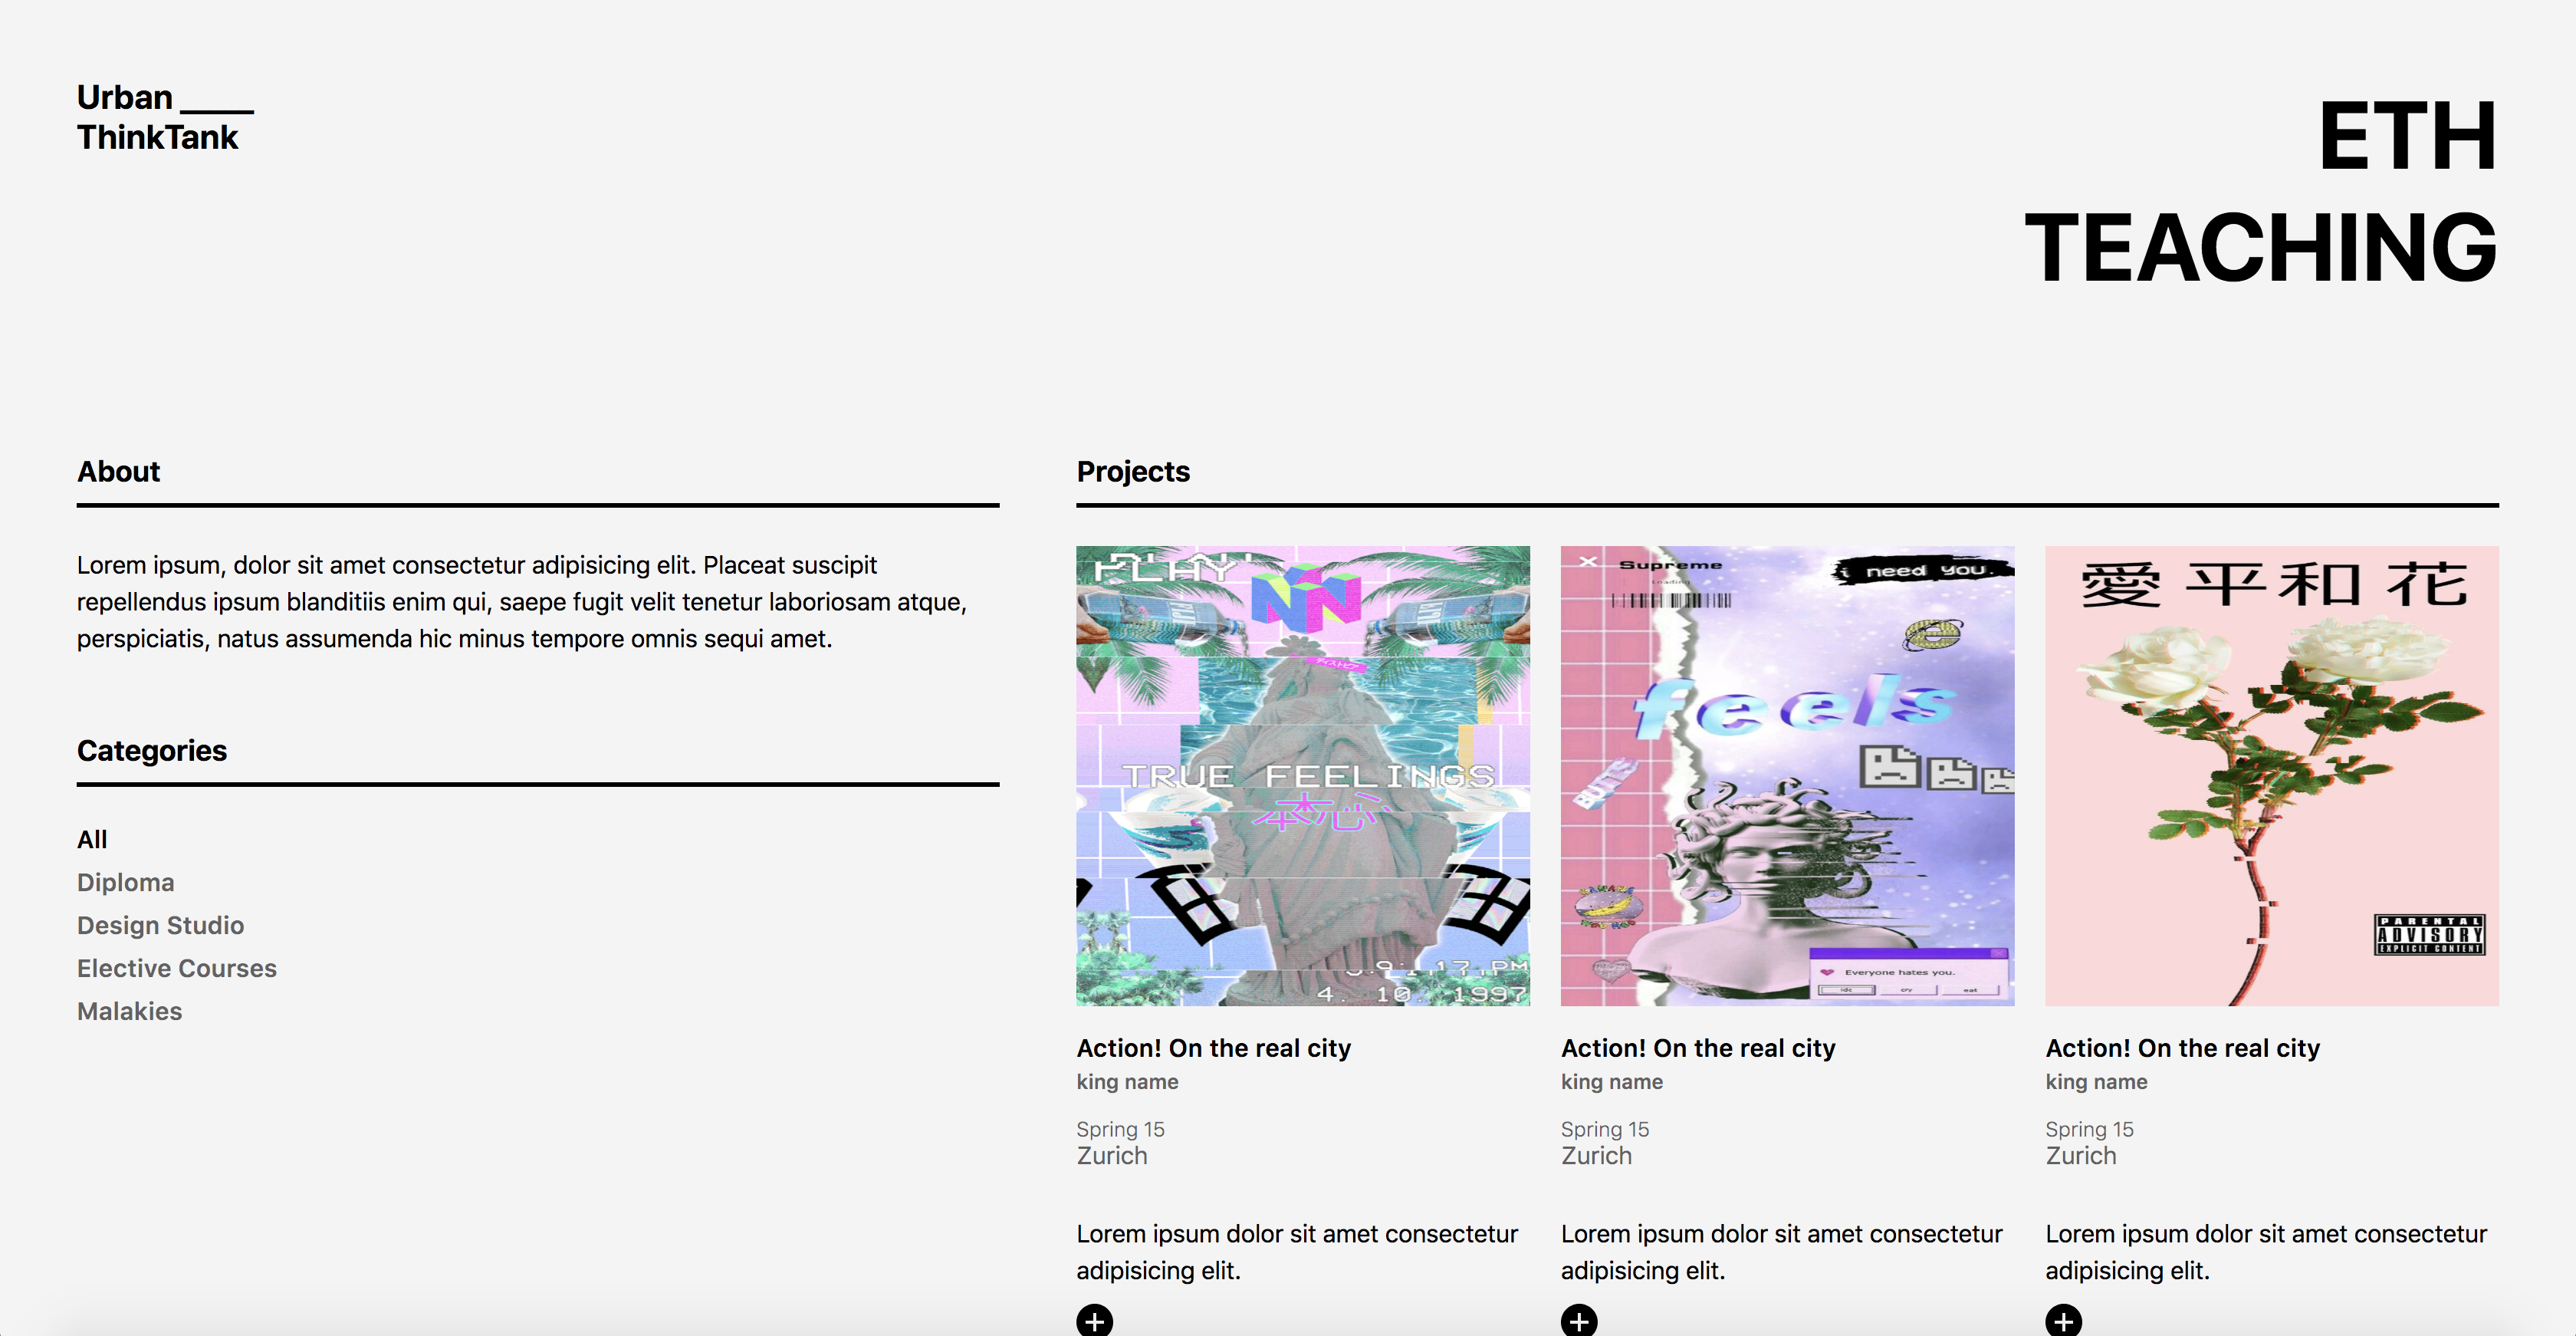 Urban ____
ThinkTank
ETH
TEACHING
About
Lorem ipsum, dolor sit amet consectetur adipisicing elit. Placeat suscipit
repellendus ipsum blanditiis enim qui, saepe fugit velit tenetur laboriosam atque,
perspiciatis, natus assumenda hic minus tempore omnis sequi amet.
Categories
All
Diploma
Design Studio
Elective Courses
Malakies
Projects
PLAY
TRUE FEELINGS
本心
4. 10. 1997
Action! On the real city
king name
Spring 15
Zurich
Lorem ipsum dolor sit amet consectetur
adipisicing elit.
Supreme
Loading
i need you.
feels
Everyone hates you.
idc
cry
eat
Action! On the real city
king name
Spring 15
Zurich
Lorem ipsum dolor sit amet consectetur
adipisicing elit.
愛平和花
PARENTAL
ADVISORY
EXPLICIT CONTENT
Action! On the real city
king name
Spring 15
Zurich
Lorem ipsum dolor sit amet consectetur
adipisicing elit.